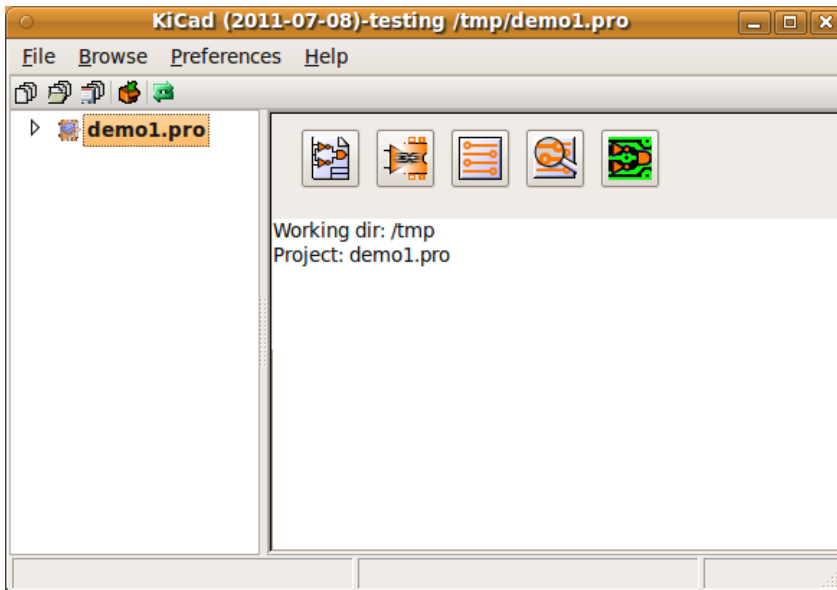 KiCad (2011-07-08)-testing /tmp/demo1.pro
File Browse Preferences Help
demo1.pro
Working dir: /tmp
Project: demo1.pro